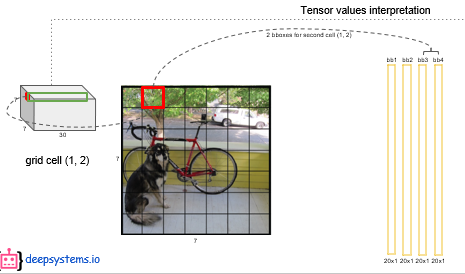 Tensor values interpretation
2 bboxes for second cell (1, 2)
bb1 bb2 bb3 bb4
7
30
grid cell (1, 2)
7
7
20x1 20x1 20x1 20x1
deepsystems.io